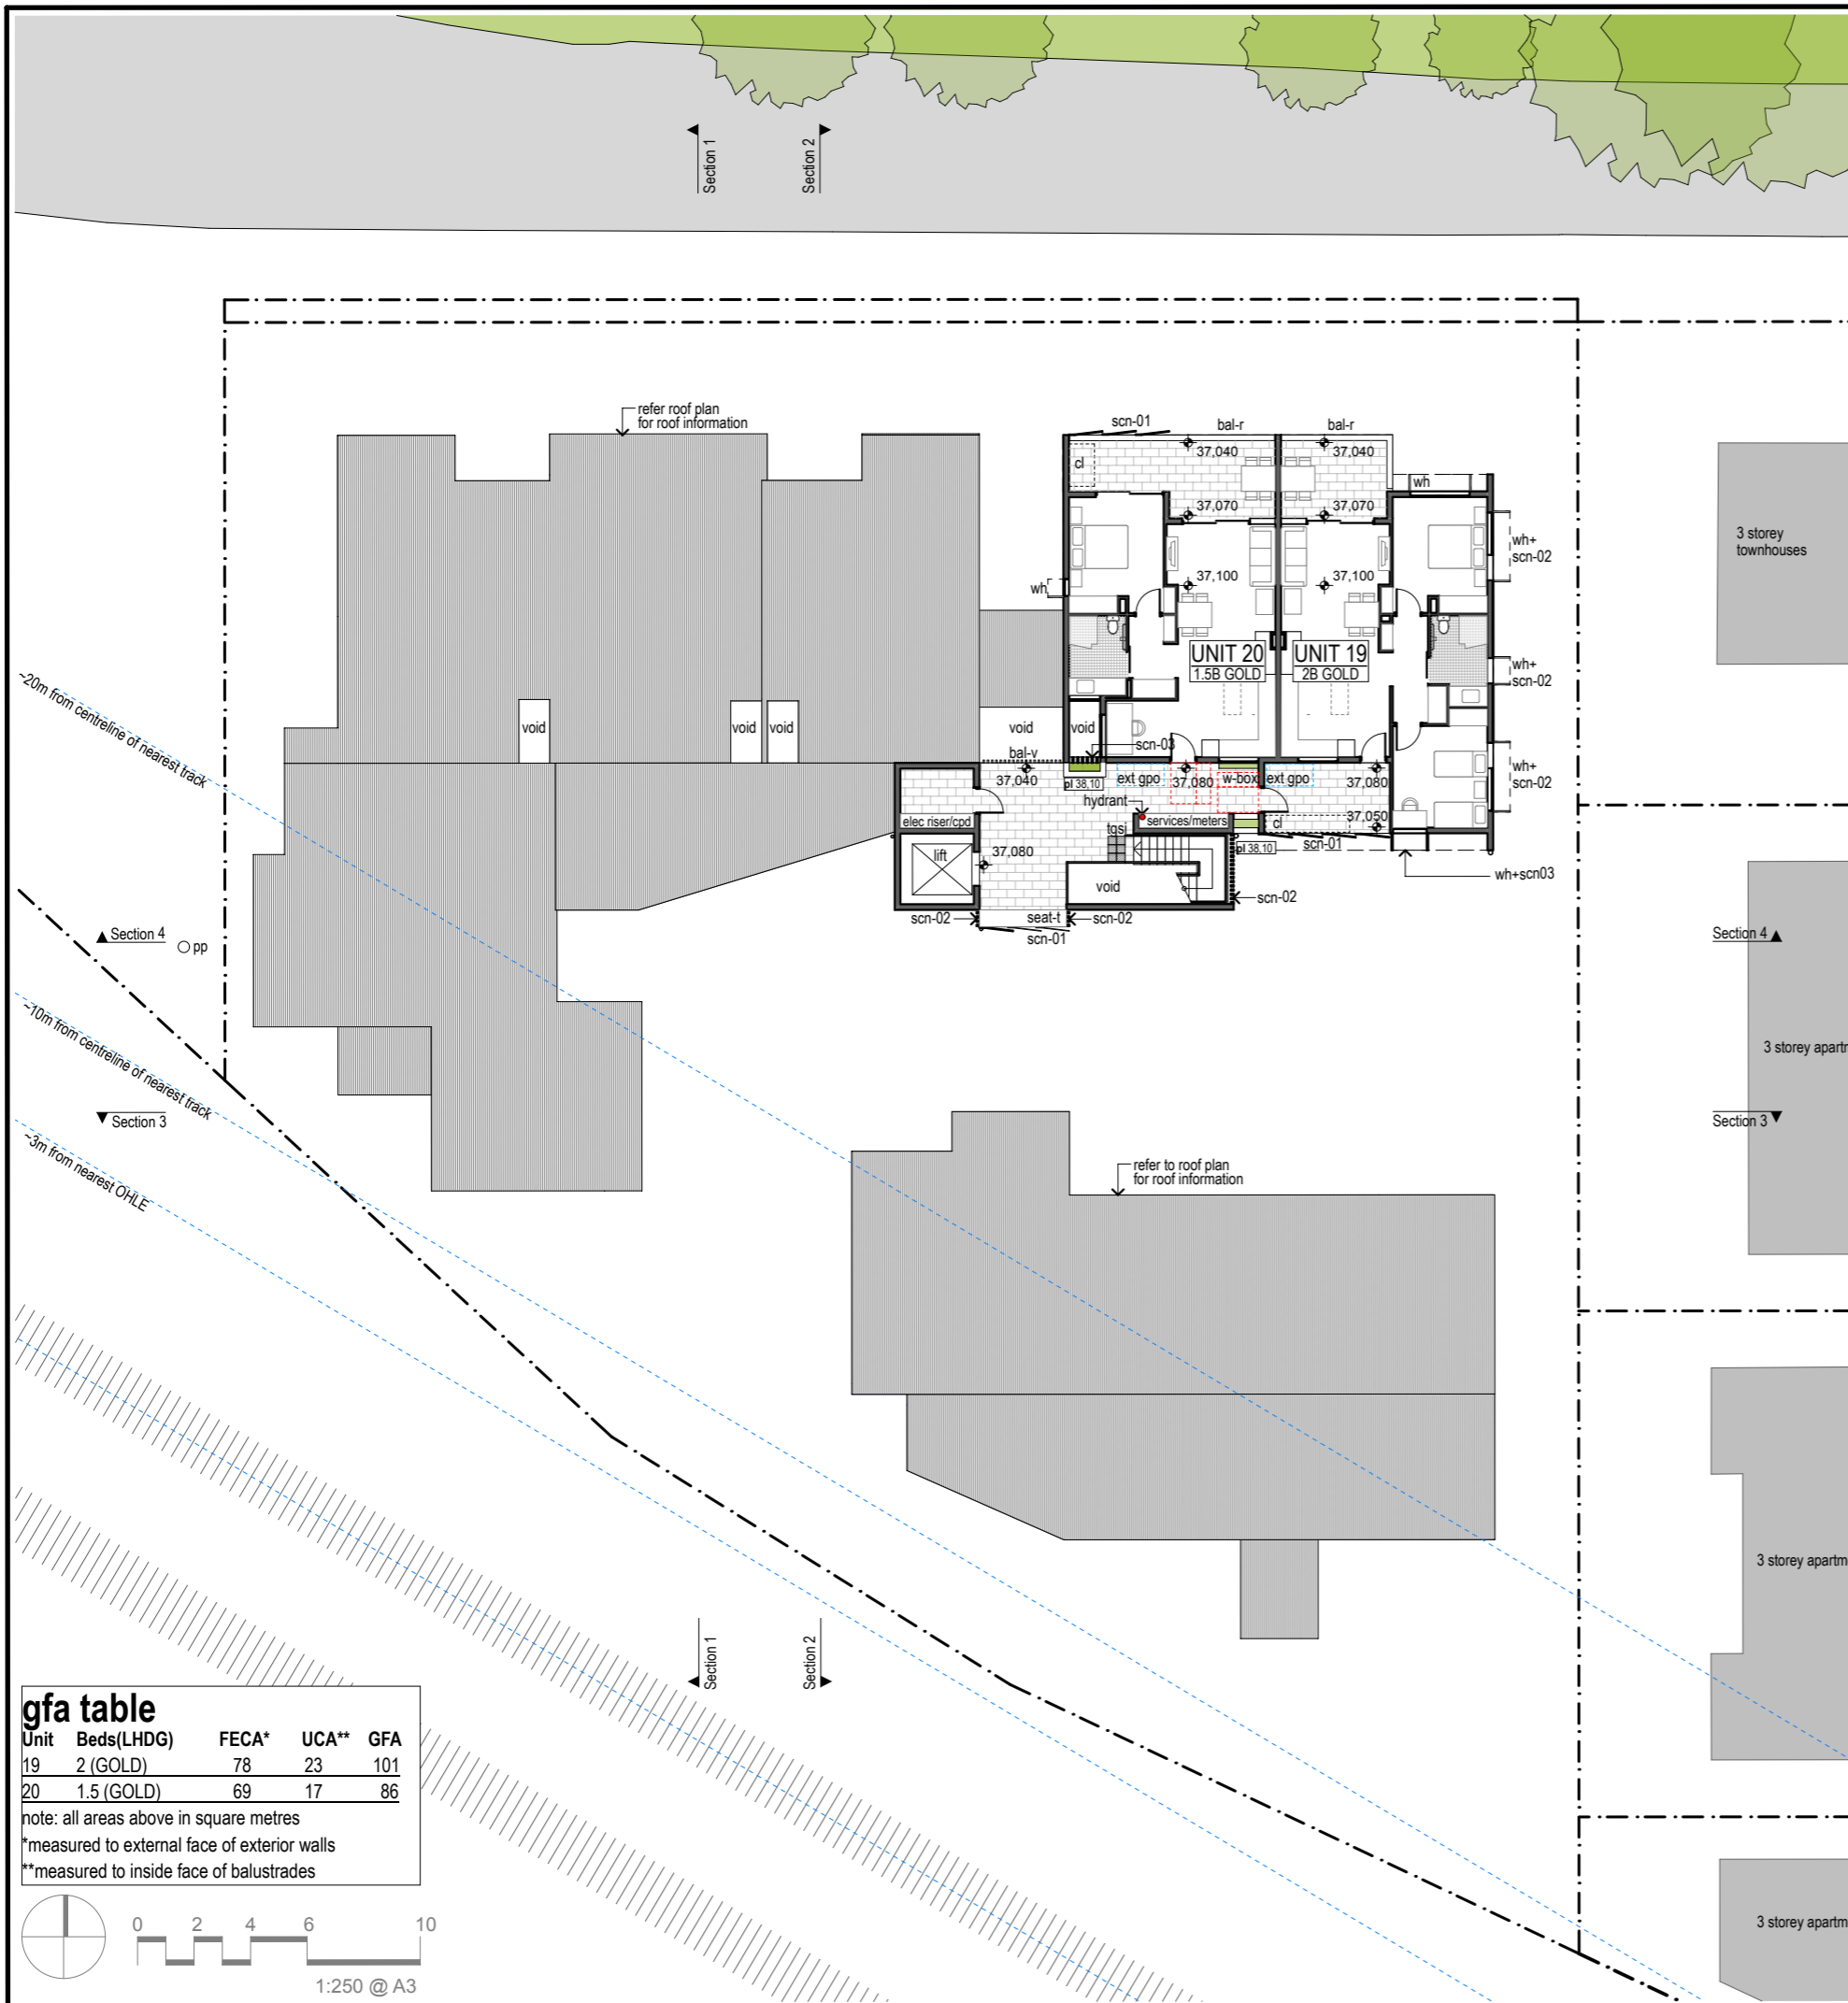 Section 1
Section 2
refer roof plan
for roof information
scn-01
bal-r
bal-r
37,040
37,040
cl
wh
37,070
37,070
wh+
scn-02
3 storey
townhouses
37,100
37,100
wh
UNIT 20
1.5B GOLD
UNIT 19
2B GOLD
wh+
scn-02
~20m from centreline of nearest track
void
void
void
void
void
scn-03
bal-v
37,040
pl 38,10
ext gpo
37,080
w-box
ext gpo
37,080
wh+
scn-02
hydrant
elec riser/cpd
tgsi
services/meters
cl
37,050
lift
37,080
pl 38,10
scn-01
void
wh+scn03
scn-02
scn-02
seat-t
scn-02
scn-01
Section 4
pp
Section 4
~10m from centreline of nearest track
3 storey apartm
Section 3
Section 3
~3m from nearest OHLE
refer to roof plan
for roof information
3 storey apartm
Section 1
Section 2
gfa table
Unit Beds(LHDG) FECA* UCA** GFA
19 2 (GOLD) 78 23 101
20 1.5 (GOLD) 69 17 86
note: all areas above in square metres
*measured to external face of exterior walls
**measured to inside face of balustrades
0 2 4 6 10
1:250 @ A3
3 storey apartm